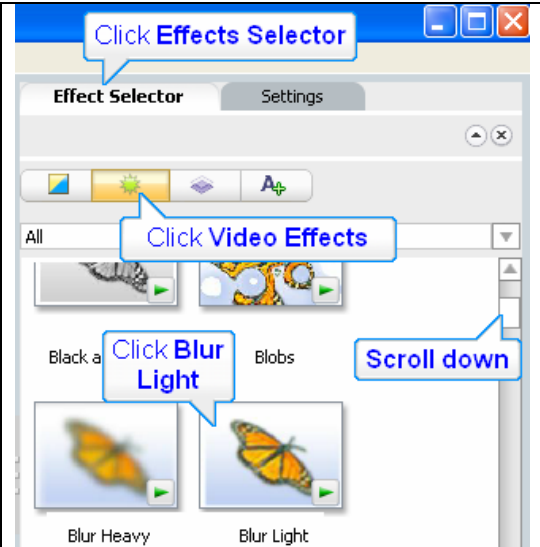 Click Effects Selector
Effect Selector Settings
A
Click Video Effects
All
Black a
Click Blur
Light
Blobs
Scroll down
Blur Heavy Blur Light